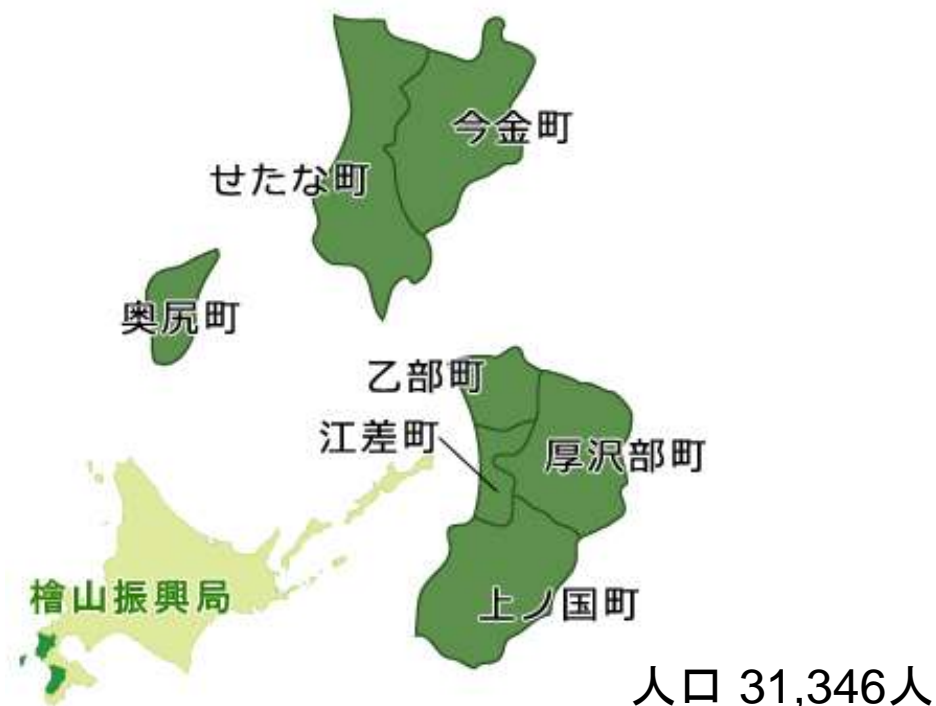 今金町
せたな町
奥尻町
乙部町
江差町
厚沢部町
檜山振興局
上ノ国町
人口 31,346人